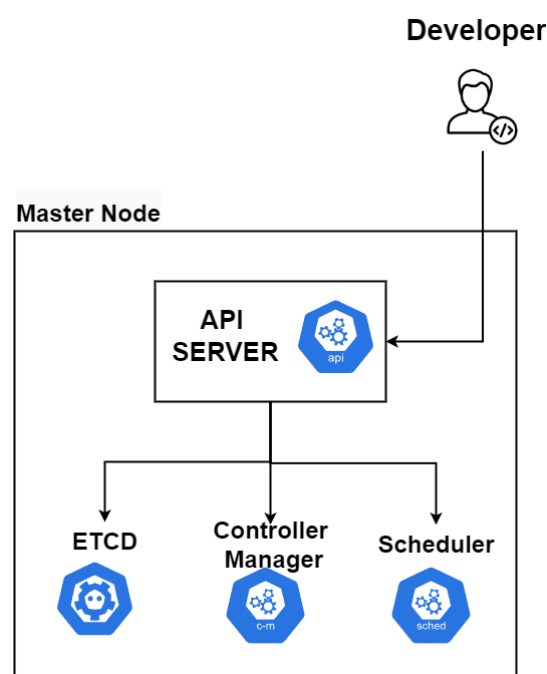 Developer
</>
Master Node
API
SERVER
api
ETCD
Controller
Manager
Scheduler
c-m
sched